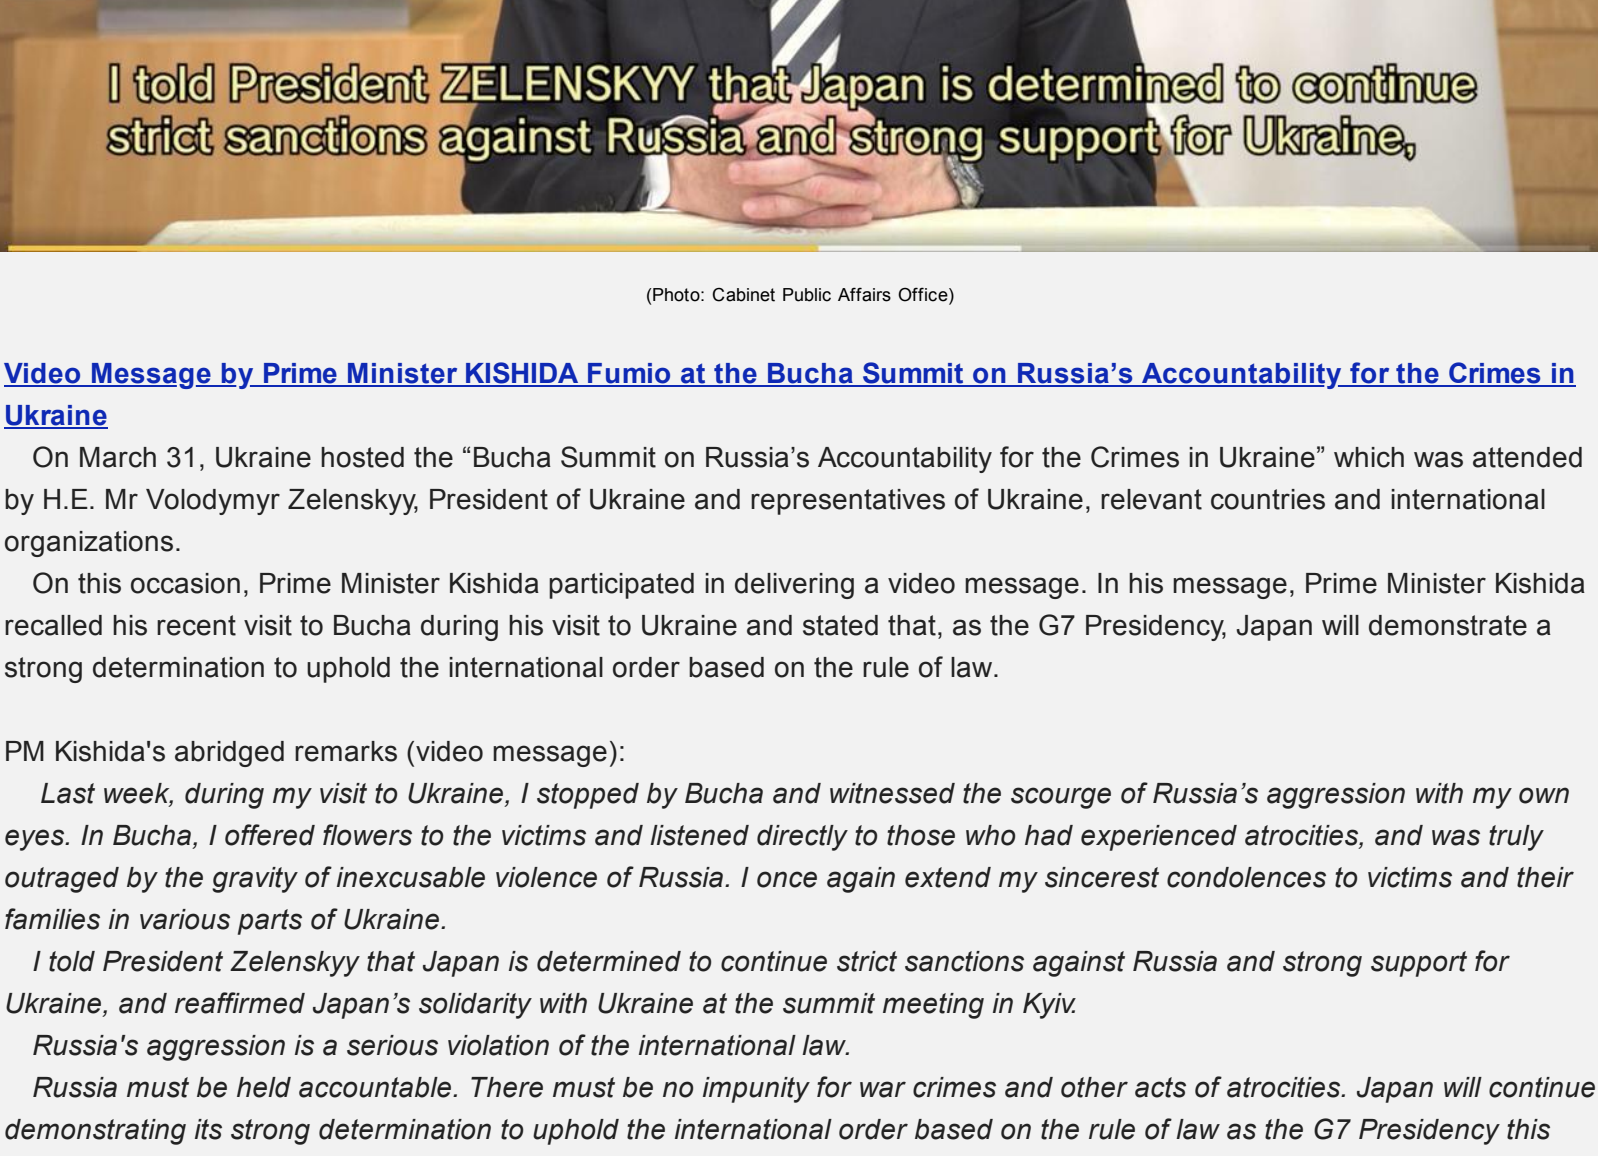 I told President ZELENSKYY that Japan is determined to continue
strict sanctions against Russia and strong support for Ukraine,
(Photo: Cabinet Public Affairs Office)
Video Message by Prime Minister KISHIDA Fumio at the Bucha Summit on Russia’s Accountability for the Crimes in
Ukraine
On March 31, Ukraine hosted the “Bucha Summit on Russia’s Accountability for the Crimes in Ukraine” which was attended
by H.E. Mr Volodymyr Zelenskyy, President of Ukraine and representatives of Ukraine, relevant countries and international
organizations.
On this occasion, Prime Minister Kishida participated in delivering a video message. In his message, Prime Minister Kishida
recalled his recent visit to Bucha during his visit to Ukraine and stated that, as the G7 Presidency, Japan will demonstrate a
strong determination to uphold the international order based on the rule of law.
PM Kishida's abridged remarks (video message):
Last week, during my visit to Ukraine, I stopped by Bucha and witnessed the scourge of Russia’s aggression with my own
eyes. In Bucha, I offered flowers to the victims and listened directly to those who had experienced atrocities, and was truly
outraged by the gravity of inexcusable violence of Russia. I once again extend my sincerest condolences to victims and their
families in various parts of Ukraine.
I told President Zelenskyy that Japan is determined to continue strict sanctions against Russia and strong support for
Ukraine, and reaffirmed Japan’s solidarity with Ukraine at the summit meeting in Kyiv.
Russia's aggression is a serious violation of the international law.
Russia must be held accountable. There must be no impunity for war crimes and other acts of atrocities. Japan will continue
demonstrating its strong determination to uphold the international order based on the rule of law as the G7 Presidency this